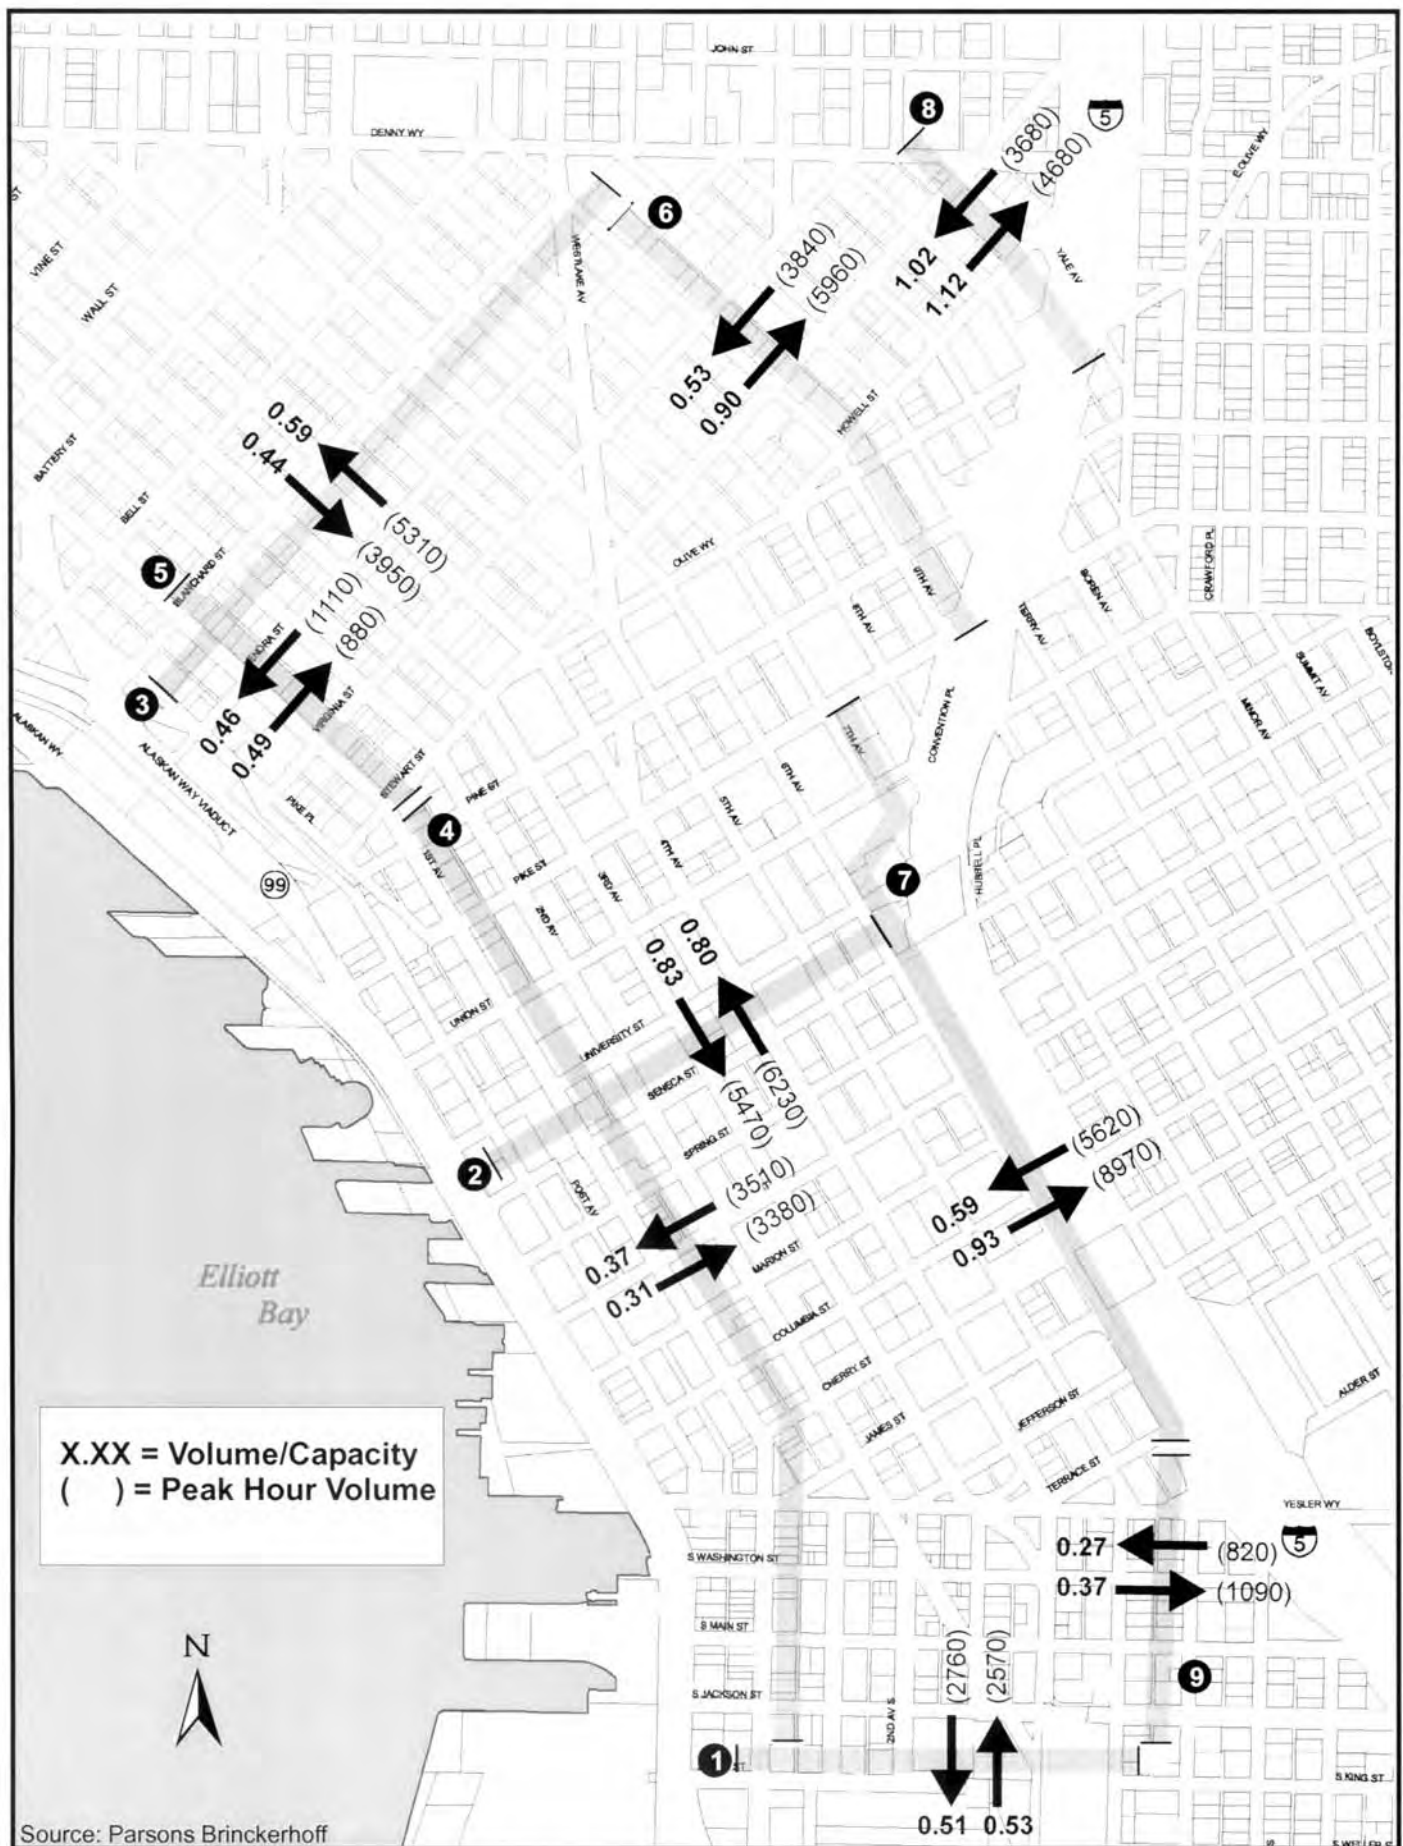 JOHN ST
DENNY WY
8
5
(3680)
(4680)
E OLIVE WY
ST
VINE ST
WALL ST
WESTLAKE AV
6
(3840)
(5960)
1.02
1.12
YALE AV
0.53
0.90
HOWELL ST
0.59
0.44
BATTERY ST
BELL ST
(5310)
(3950)
OLIVE WY
5
BLANCHARD ST
(1110)
(880)
9TH AV
8TH AV
TERRY AV
BOREN AV
CRAWFORD PL
BOYLSTON
SUMMIT AV
MINOR AV
3
VIRGINIA ST
0.46
0.49
ALASKAN WY
ALASKAN WAY VIADUCT
PIKE PL
STEWART ST
PINE ST
7TH AV
6TH AV
5TH AV
CONVENTION PL
4
1ST AV
PIKE ST
2ND AV
3RD AV
4TH AV
99
7
HUBBELL PL
0.80
0.83
UNION ST
UNIVERSITY ST
SENECA ST
(6230)
(5470)
SPRING ST
2
POST AV
(3510)
(3380)
(5620)
(8970)
0.37
0.31
MARION ST
0.59
0.93
COLUMBIA ST
CHERRY ST
JAMES ST
JEFFERSON ST
TERRACE ST
ALDER ST
Elliott
Bay
X.XX = Volume/Capacity
( ) = Peak Hour Volume
YESLER WY
5
S WASHINGTON ST
0.27
(820)
0.37
(1090)
S MAIN ST
(2760)
(2570)
N
S JACKSON ST
2ND AV S
9
1
ST
S KING ST
0.51
0.53
S WELLER S
S
Source: Parsons Brinckerhoff